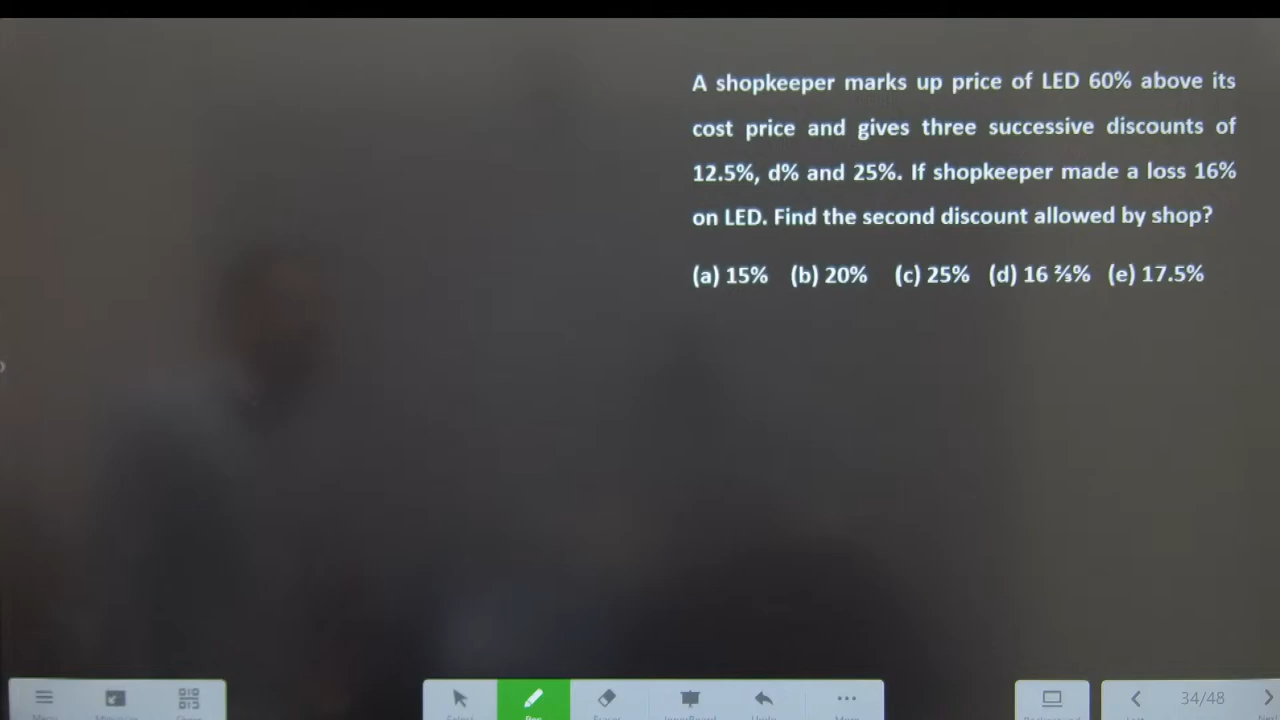 A shopkeeper marks up price of LED 60% above its
cost price and gives three successive discounts of
12.5%, d% and 25%. If shopkeeper made a loss 16%
on LED. Find the second discount allowed by shop?
(a) 15% (b) 20% (c) 25% (d) 16 ⅔% (e) 17.5%
34/48